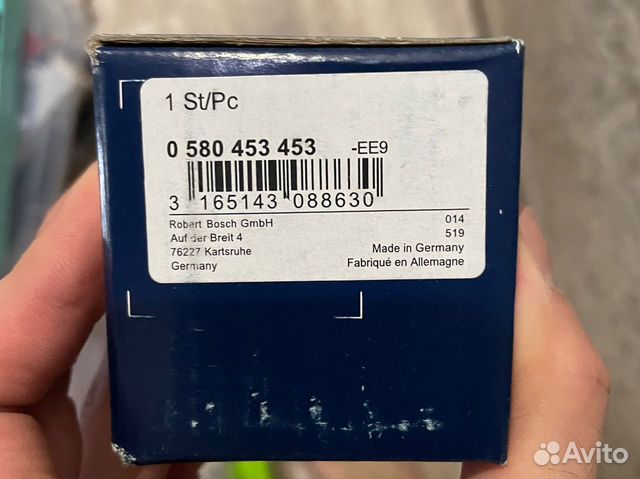 1 St/Pc
0 580 453 453 -EE9
3 165143 088630
Robert Bosch GmbH 014
Auf der Breit 4 519
76227 Kartsruhe Made in Germany
Germany Fabriqué en Allemagne
Avito